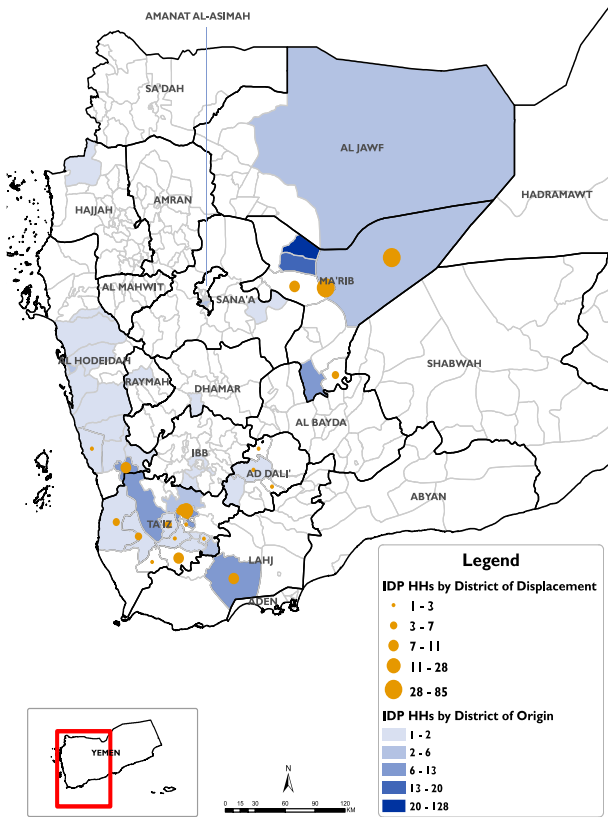 AMANAT AL-ASIMAH
SA'DAH
AL JAWF
HADRAMAWT
HAJJAH
AMRAN
MA'RIB
AL MAHWIT
SANA'A
AL HODEIDAH
RAYMAH
DHAMAR
SHABWAH
AL BAYDA
IBB
AD DALI'
ABYAN
TA'IZ
LAHJ
ADEN
Legend
IDP HHs by District of Displacement
1 - 3
3 - 7
7 - 11
11 - 28
28 - 85
IDP HHs by District of Origin
1 - 2
2 - 6
6 - 13
13 - 20
20 - 128
YEMEN
N
0 15 30 60 90 120
KM